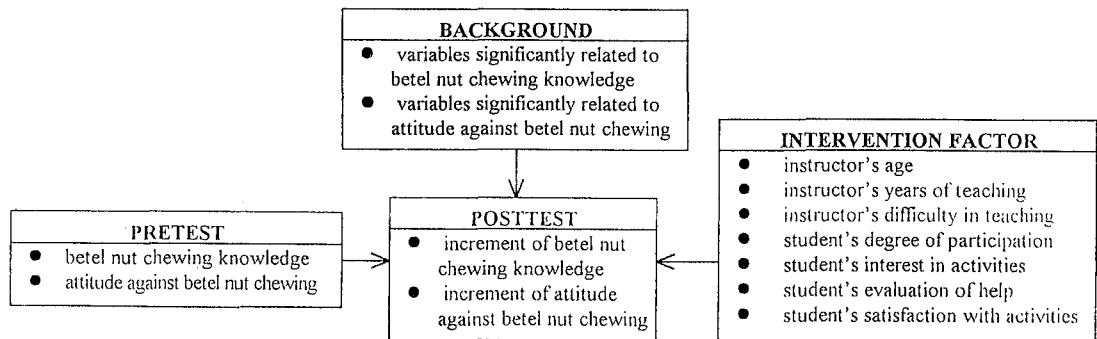 BACKGROUND
● variables significantly related to
betel nut chewing knowledge
● variables significantly related to
attitude against betel nut chewing
PRETEST
● betel nut chewing knowledge
● attitude against betel nut chewing
POSTTEST
● increment of betel nut
chewing knowledge
● increment of attitude
against betel nut chewing
INTERVENTION FACTOR
● instructor's age
● instructor's years of teaching
● instructor's difficulty in teaching
● student's degree of participation
● student's interest in activities
● student's evaluation of help
● student's satisfaction with activities